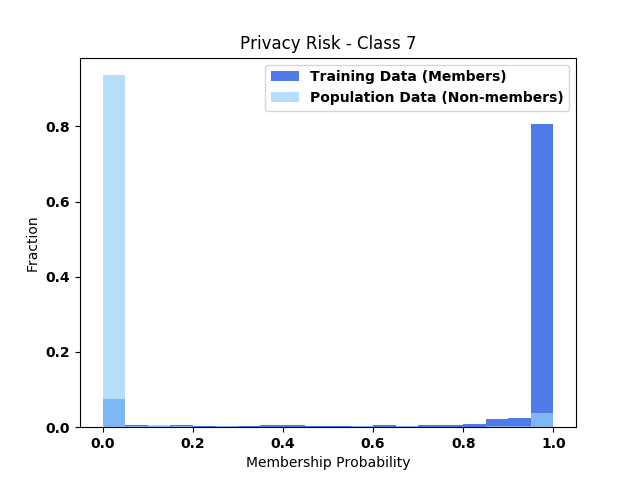 Privacy Risk - Class 7
Training Data (Members)
Population Data (Non-members)
Fraction
0.8
0.6
0.4
0.2
0.0
0.0 0.2 0.4 0.6 0.8 1.0
Membership Probability